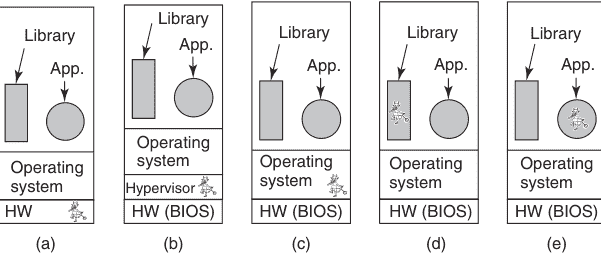 Library
App.
Operating
system
HW
(a)
Library
App.
Operating
system
Hypervisor
HW (BIOS)
(b)
Library
App.
Operating
system
HW (BIOS)
(c)
Library
App.
Operating
system
HW (BIOS)
(d)
Library
App.
Operating
system
HW (BIOS)
(e)